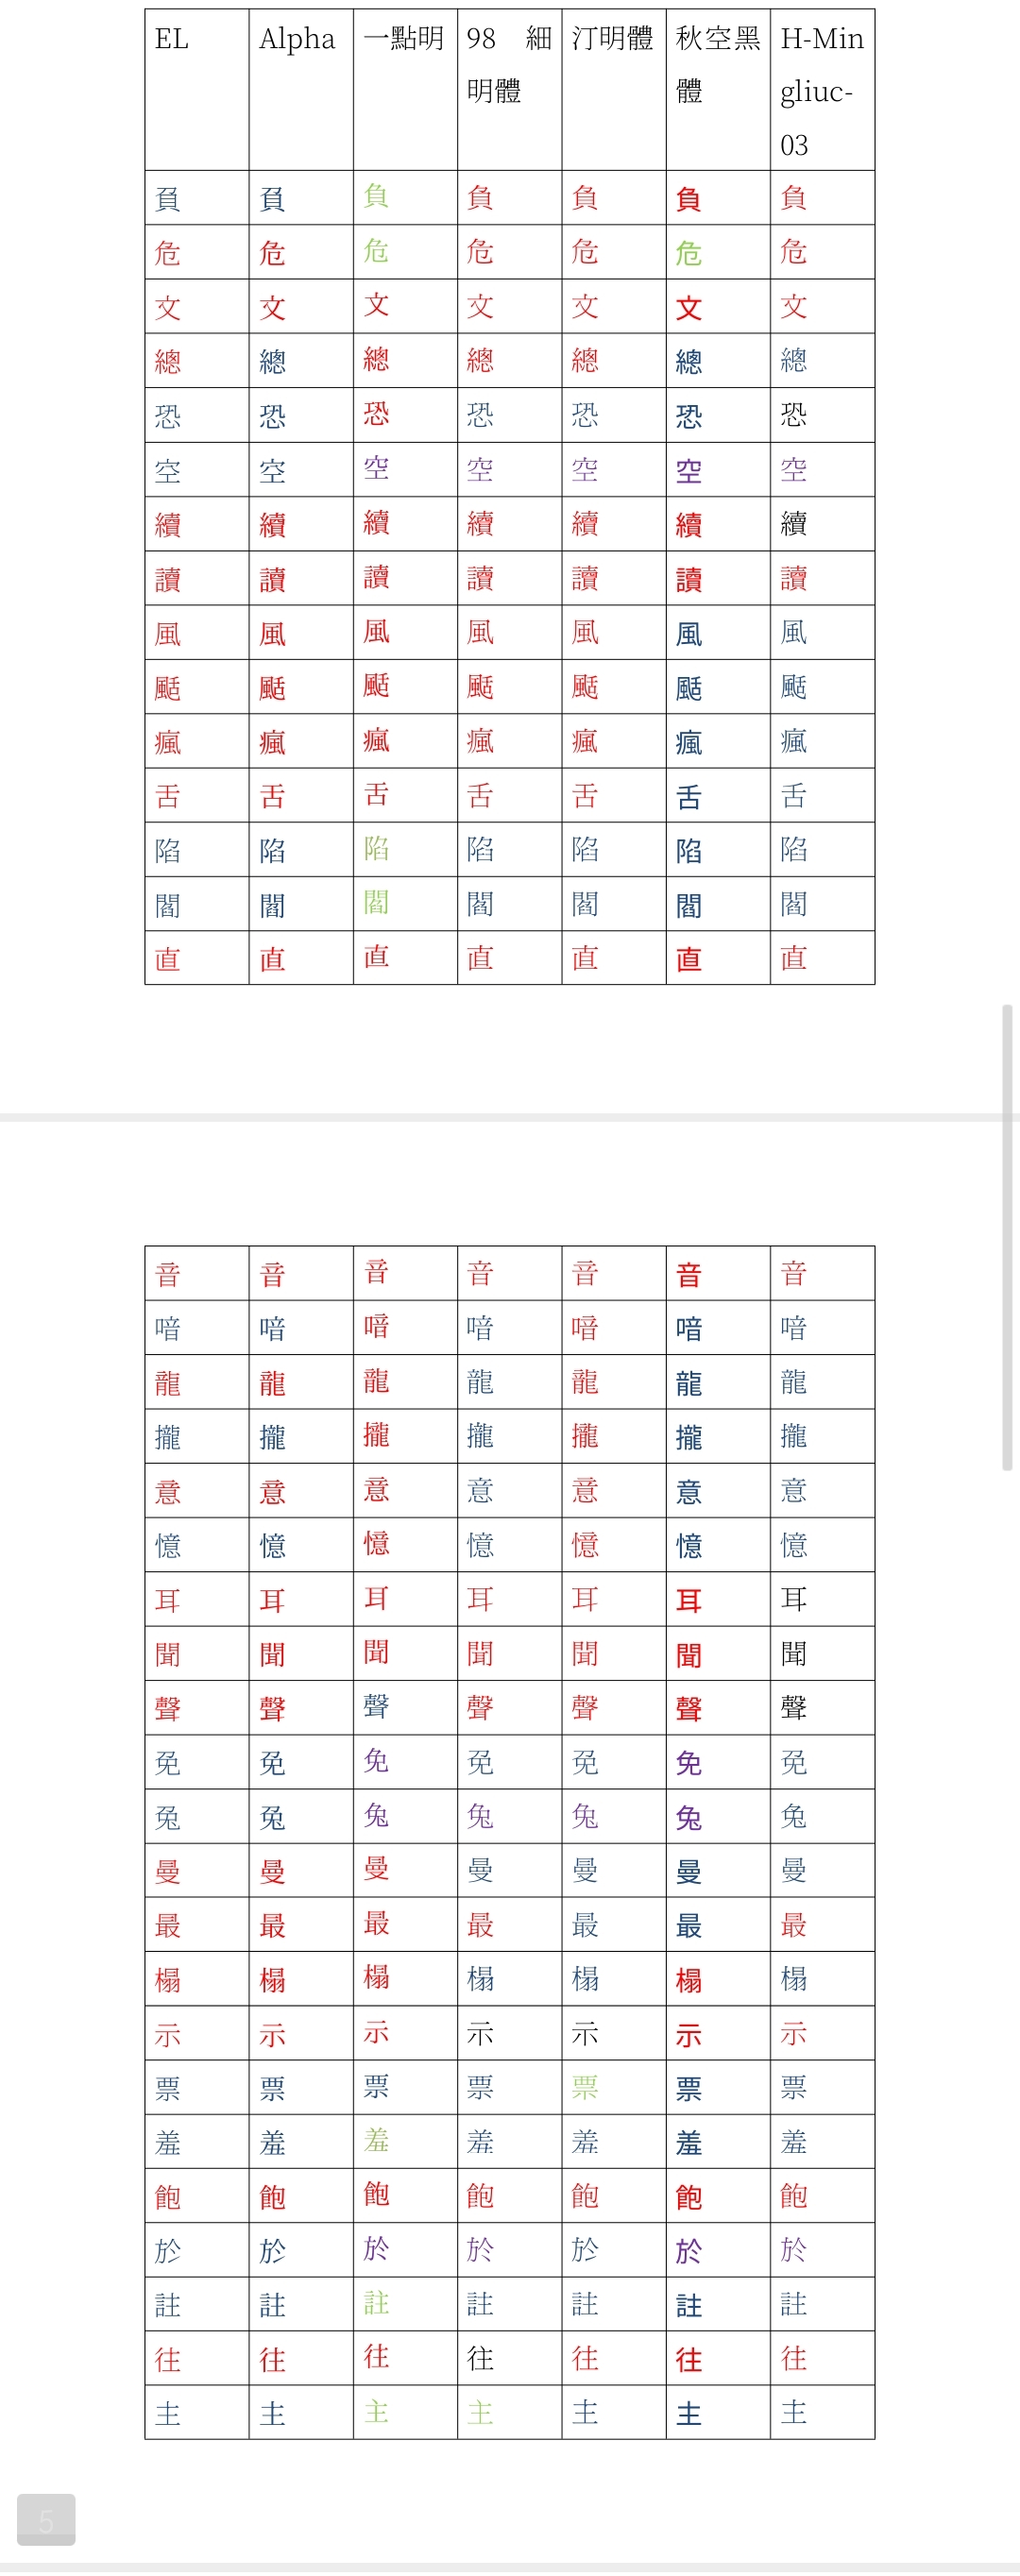 EL Alpha 一點明 98 細明體 汀明體 秋空黑體 H-Mingliuc-03
負 負 負 負 負 負 負
危 危 危 危 危 危 危
文 文 文 文 文 文 文
總 總 總 總 總 總 總
恐 恐 恐 恐 恐 恐 恐
空 空 空 空 空 空 空
續 續 續 續 續 續 續
讀 讀 讀 讀 讀 讀 讀
風 風 風 風 風 風 風
颳 颳 颳 颳 颳 颳 颳
瘋 瘋 瘋 瘋 瘋 瘋 瘋
舌 舌 舌 舌 舌 舌 舌
陷 陷 陷 陷 陷 陷 陷
閻 閻 閻 閻 閻 閻 閻
直 直 直 直 直 直 直
音 音 音 音 音 音 音
喑 喑 喑 喑 喑 喑 喑
龍 龍 龍 龍 龍 龍 龍
攏 攏 攏 攏 攏 攏 攏
意 意 意 意 意 意 意
憶 憶 憶 憶 憶 憶 憶
耳 耳 耳 耳 耳 耳 耳
聞 聞 聞 聞 聞 聞 聞
聲 聲 聲 聲 聲 聲 聲
免 免 免 免 免 免 免
兔 兔 兔 兔 兔 兔 兔
曼 曼 曼 曼 曼 曼 曼
最 最 最 最 最 最 最
榻 榻 榻 榻 榻 榻 榻
示 示 示 示 示 示 示
票 票 票 票 票 票 票
羞 羞 羞 羞 羞 羞 羞
飽 飽 飽 飽 飽 飽 飽
於 於 於 於 於 於 於
註 註 註 註 註 註 註
往 往 往 往 往 往 往
主 主 主 主 主 主 主
5